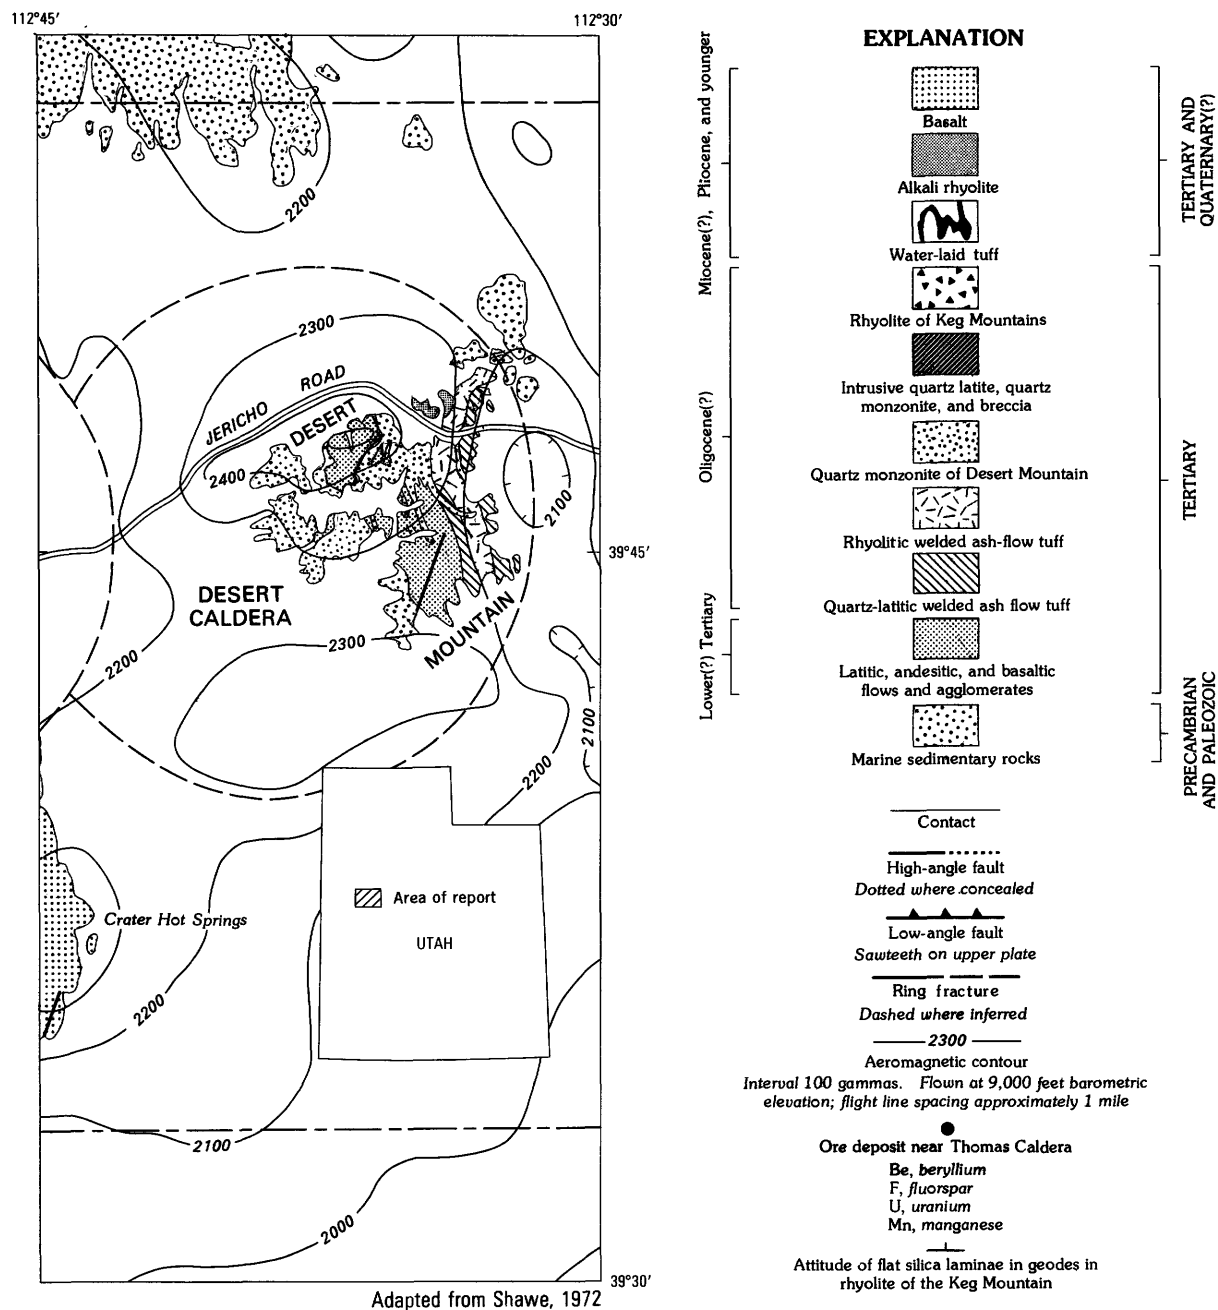 112°45′
112°30′
2200
2300
JERICHO ROAD
DESERT
2400
2100
39°45′
DESERT
CALDERA
MOUNTAIN
2300
2200
2100
2200
Area of report
UTAH
Crater Hot Springs
2200
2100
2000
39°30′
Adapted from Shawe, 1972
EXPLANATION
Basalt
Alkali rhyolite
Water-laid tuff
Rhyolite of Keg Mountains
Intrusive quartz latite, quartz
monzonite, and breccia
Quartz monzonite of Desert Mountain
Rhyolitic welded ash-flow tuff
Quartz-latitic welded ash flow tuff
Latitic, andesitic, and basaltic
flows and agglomerates
Marine sedimentary rocks
Miocene(?), Pliocene, and younger
Oligocene(?)
Lower(?) Tertiary
TERTIARY AND
QUATERNARY(?)
TERTIARY
PRECAMBRIAN
AND PALEOZOIC
Contact
High-angle fault
Dotted where concealed
Low-angle fault
Sawteeth on upper plate
Ring fracture
Dashed where inferred
2300
Aeromagnetic contour
Interval 100 gammas. Flown at 9,000 feet barometric
elevation; flight line spacing approximately 1 mile
Ore deposit near Thomas Caldera
Be, beryllium
F, fluorspar
U, uranium
Mn, manganese
Attitude of flat silica laminae in geodes in
rhyolite of the Keg Mountain